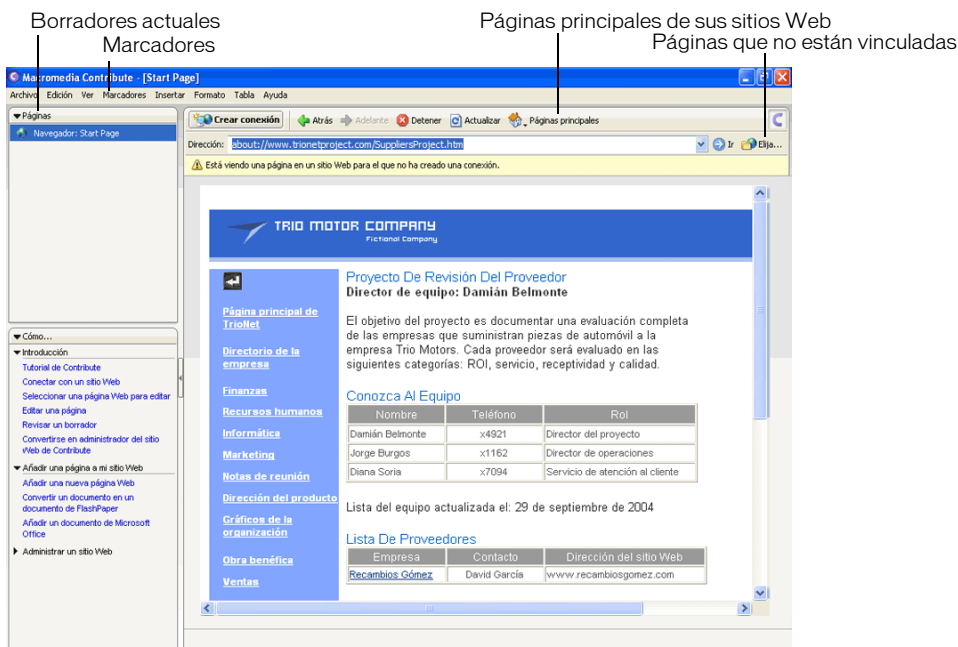 Borradores actuales
Marcadores
Páginas principales de sus sitios Web
Páginas que no están vinculadas
Macromedia Contribute - [Start Page]
Archivo Edición Ver Marcadores Insertar Formato Tabla Ayuda
Páginas
Navegador: Start Page
Crear conexión Atrás Adelante Detener Actualizar Páginas principales
Dirección: about://www.trionetproject.com/SuppliersProject.htm Ir Elija...
Está viendo una página en un sitio Web para el que no ha creado una conexión.
TRIO MOTOR COMPANY
Fictional Company
Página principal de
TrioNet
Directorio de la
empresa
Finanzas
Recursos humanos
Informática
Marketing
Notas de reunión
Dirección del producto
Gráficos de la
organización
Obra benéfica
Ventas
Proyecto De Revisión Del Proveedor
Director de equipo: Damián Belmonte
El objetivo del proyecto es documentar una evaluación completa
de las empresas que suministran piezas de automóvil a la
empresa Trio Motors. Cada proveedor será evaluado en las
siguientes categorías: ROI, servicio, receptividad y calidad.
Conozca Al Equipo
Nombre Teléfono Rol
Damián Belmonte x4921 Director del proyecto
Jorge Burgos x1162 Director de operaciones
Diana Soria x7094 Servicio de atención al cliente
Lista del equipo actualizada el: 29 de septiembre de 2004
Lista De Proveedores
Empresa Contacto Dirección del sitio Web
Recambios Gómez David García www.recambiosgomez.com
Cómo...
Introducción
Tutorial de Contribute
Conectar con un sitio Web
Seleccionar una página Web para editar
Editar una página
Revisar un borrador
Convertirse en administrador del sitio
Web de Contribute
Añadir una página a mi sitio Web
Añadir una nueva página Web
Convertir un documento en un
documento de FlashPaper
Añadir un documento de Microsoft
Office
Administrar un sitio Web